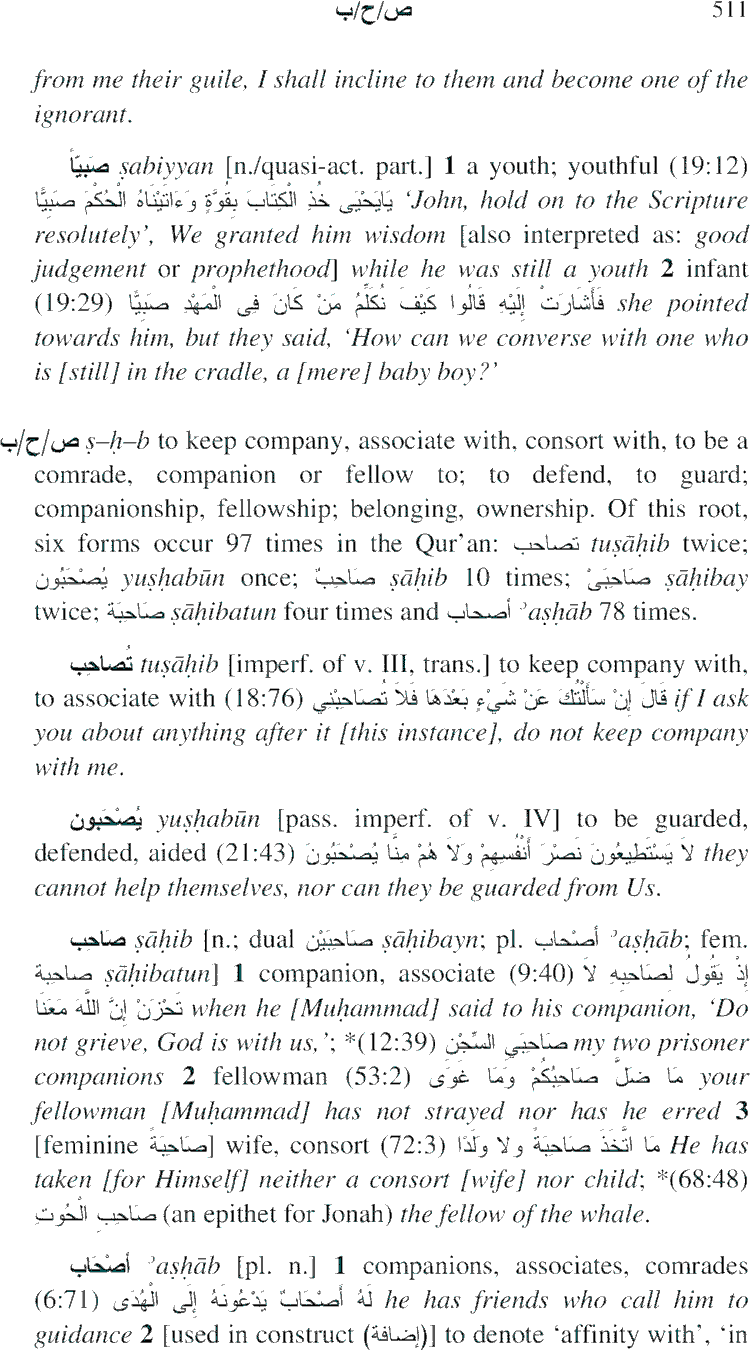 ص/ح/ب 511
from me their guile, I shall incline to them and become one of the
ignorant.
صَبيّاً ṣabiyyan [n./quasi-act. part.] 1 a youth; youthful (19:12)
يَايَحْيَى خُذِ الْكِتَابَ بِقُوَّةٍ وَءَاتَيْنَاهُ الْحُكْمَ صَبِيًّا ‘John, hold on to the Scripture
resolutely’, We granted him wisdom [also interpreted as: good
judgement or prophethood] while he was still a youth 2 infant
(19:29) فَأَشَارَتْ إِلَيْهِ قَالُوا كَيْفَ نُكَلِّمُ مَنْ كَانَ فِى الْمَهْدِ صَبِيًّا she pointed
towards him, but they said, ‘How can we converse with one who
is [still] in the cradle, a [mere] baby boy?’
ص/ح/ب ṣ–ḥ–b to keep company, associate with, consort with, to be a
comrade, companion or fellow to; to defend, to guard;
companionship, fellowship; belonging, ownership. Of this root,
six forms occur 97 times in the Qur’an: تصاحب tuṣāḥib twice;
يُصْحَبُون yuṣḥabūn once; صَاحِبٌ ṣāḥib 10 times; صَاحِبَىْ ṣāḥibay
twice; صَاحِبَة ṣāḥibatun four times and أصحاب ʾaṣḥāb 78 times.
تُصاحِب tuṣāḥib [imperf. of v. III, trans.] to keep company with,
to associate with (18:76) قَالَ إِنْ سَأَلْتُكَ عَنْ شَيْءٍ بَعْدَهَا فَلاَ تُصَاحِبْنِي if I ask
you about anything after it [this instance], do not keep company
with me.
يُصْحَبون yuṣḥabūn [pass. imperf. of v. IV] to be guarded,
defended, aided (21:43) لاَ يَسْتَطِيعُونَ نَصْرَ أَنْفُسِهِمْ وَلاَ هُمْ مِنَّا يُصْحَبُونَ they
cannot help themselves, nor can they be guarded from Us.
صَاحِب ṣāḥib [n.; dual صَاحِبَيْن ṣāḥibayn; pl. أصْحاب ʾaṣḥāb; fem.
صاحبة ṣāḥibatun] 1 companion, associate (9:40) إِذْ يَقُولُ لِصَاحِبِهِ لاَ
تَحْزَنْ إِنَّ اللَّهَ مَعَنَا when he [Muḥammad] said to his companion, ‘Do
not grieve, God is with us,’; *(12:39) صَاحِبَيِ السِّجْنِ my two prisoner
companions 2 fellowman (53:2) مَا ضَلَّ صَاحِبُكُمْ وَمَا غَوَى your
fellowman [Muḥammad] has not strayed nor has he erred 3
[feminine صَاحِبَةً] wife, consort (72:3) مَا اتَّخَذَ صَاحِبَةً ولا وَلَدًا He has
taken [for Himself] neither a consort [wife] nor child; *(68:48)
صَاحِبِ الْحُوتِ (an epithet for Jonah) the fellow of the whale.
أصْحَاب ʾaṣḥāb [pl. n.] 1 companions, associates, comrades
(6:71) لَهُ أَصْحَابٌ يَدْعُونَهُ إِلَى الْهُدَى he has friends who call him to
guidance 2 [used in construct (إضافة)] to denote ‘affinity with’, ‘in